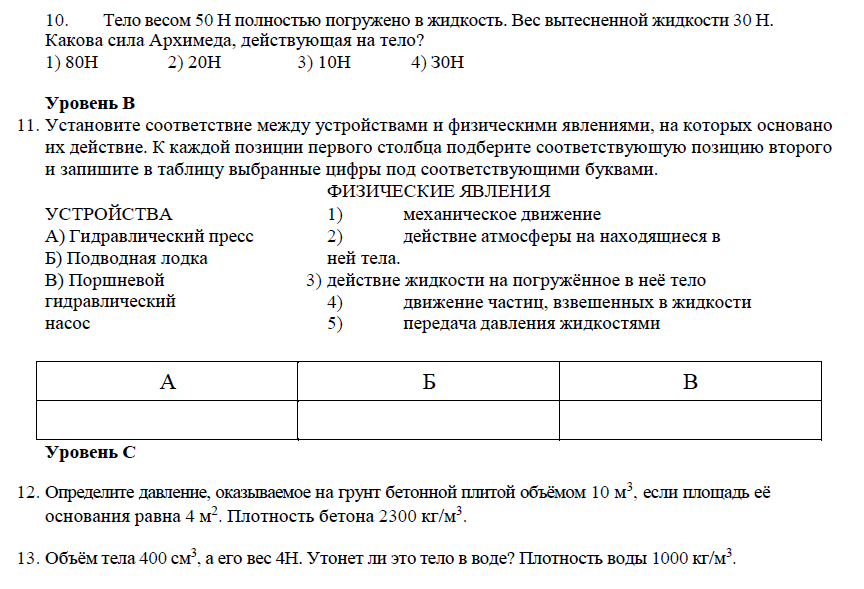 10. Тело весом 50 Н полностью погружено в жидкость. Вес вытесненной жидкости 30 Н.
Какова сила Архимеда, действующая на тело?
1) 80Н 2) 20Н 3) 10Н 4) 30Н
Уровень В
11. Установите соответствие между устройствами и физическими явлениями, на которых основано
их действие. К каждой позиции первого столбца подберите соответствующую позицию второго
и запишите в таблицу выбранные цифры под соответствующими буквами.
ФИЗИЧЕСКИЕ ЯВЛЕНИЯ
УСТРОЙСТВА 1) механическое движение
А) Гидравлический пресс 2) действие атмосферы на находящиеся в
Б) Подводная лодка ней тела.
В) Поршневой 3) действие жидкости на погружённое в неё тело
гидравлический 4) движение частиц, взвешенных в жидкости
насос 5) передача давления жидкостями
А Б В
Уровень С
12. Определите давление, оказываемое на грунт бетонной плитой объёмом 10 м³, если площадь её
основания равна 4 м². Плотность бетона 2300 кг/м³.
13. Объём тела 400 см³, а его вес 4Н. Утонет ли это тело в воде? Плотность воды 1000 кг/м³.